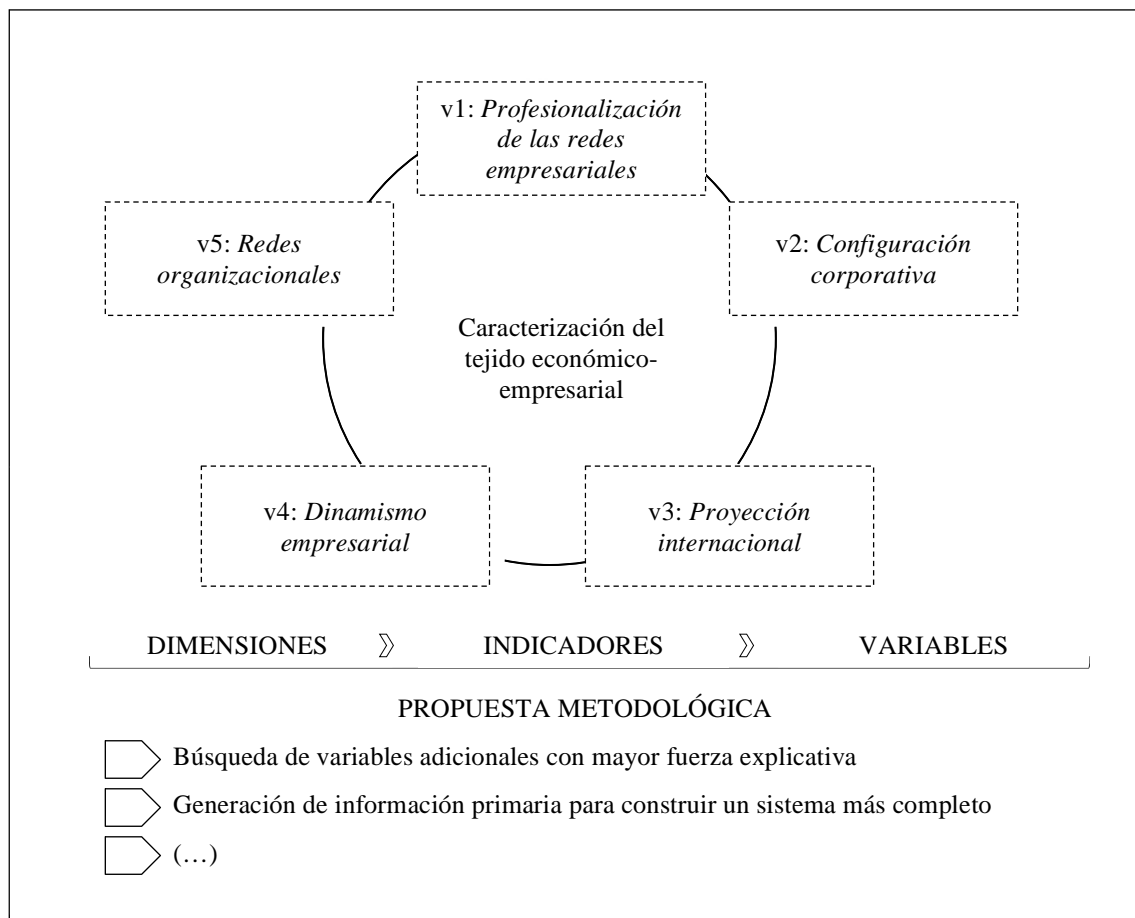 v1: Profesionalización
de las redes
empresariales
v5: Redes
organizacionales
v2: Configuración
corporativa
Caracterización del
tejido económico-
empresarial
v4: Dinamismo
empresarial
v3: Proyección
internacional
DIMENSIONES 》 INDICADORES 》 VARIABLES
PROPUESTA METODOLÓGICA
Búsqueda de variables adicionales con mayor fuerza explicativa
Generación de información primaria para construir un sistema más completo
(…)